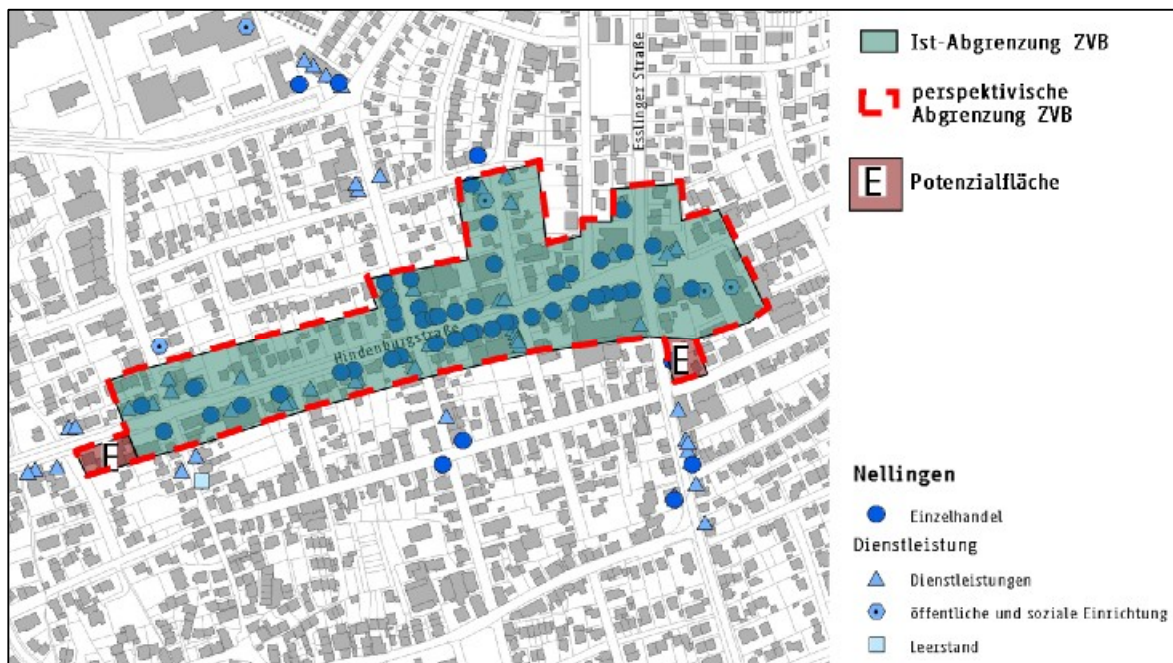 Esslinger Straße
Hindenburgstraße
E
E
Ist-Abgrenzung ZVB
perspektivische
Abgrenzung ZVB
E
Potenzialfläche
Nellingen
Einzelhandel
Dienstleistung
Dienstleistungen
öffentliche und soziale Einrichtung
Leerstand